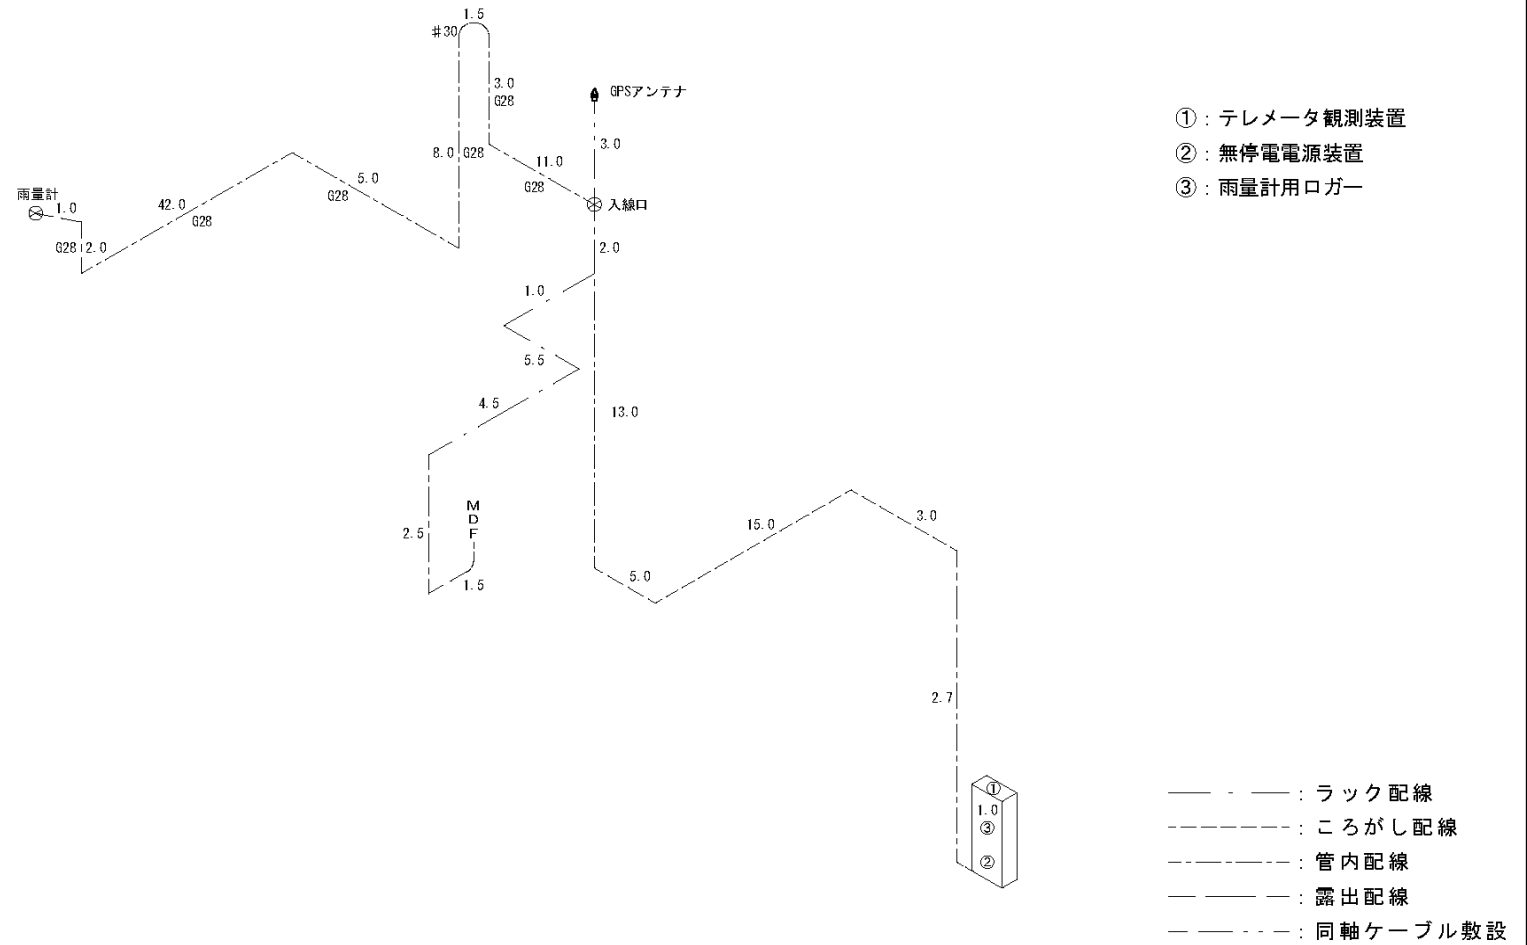 1.5
♯30
3.0
G28
GPSアンテナ
①：テレメータ観測装置
3.0
②：無停電電源装置
8.0
G28
11.0
G28
③：雨量計用ロガー
5.0
G28
雨量計
1.0
42.0
G28
入線口
G28
2.0
2.0
1.0
5.5
4.5
13.0
MDF
2.5
15.0
3.0
5.0
1.5
2.7
①
1.0
③
②
：ラック配線
：ころがし配線
：管内配線
：露出配線
：同軸ケーブル敷設